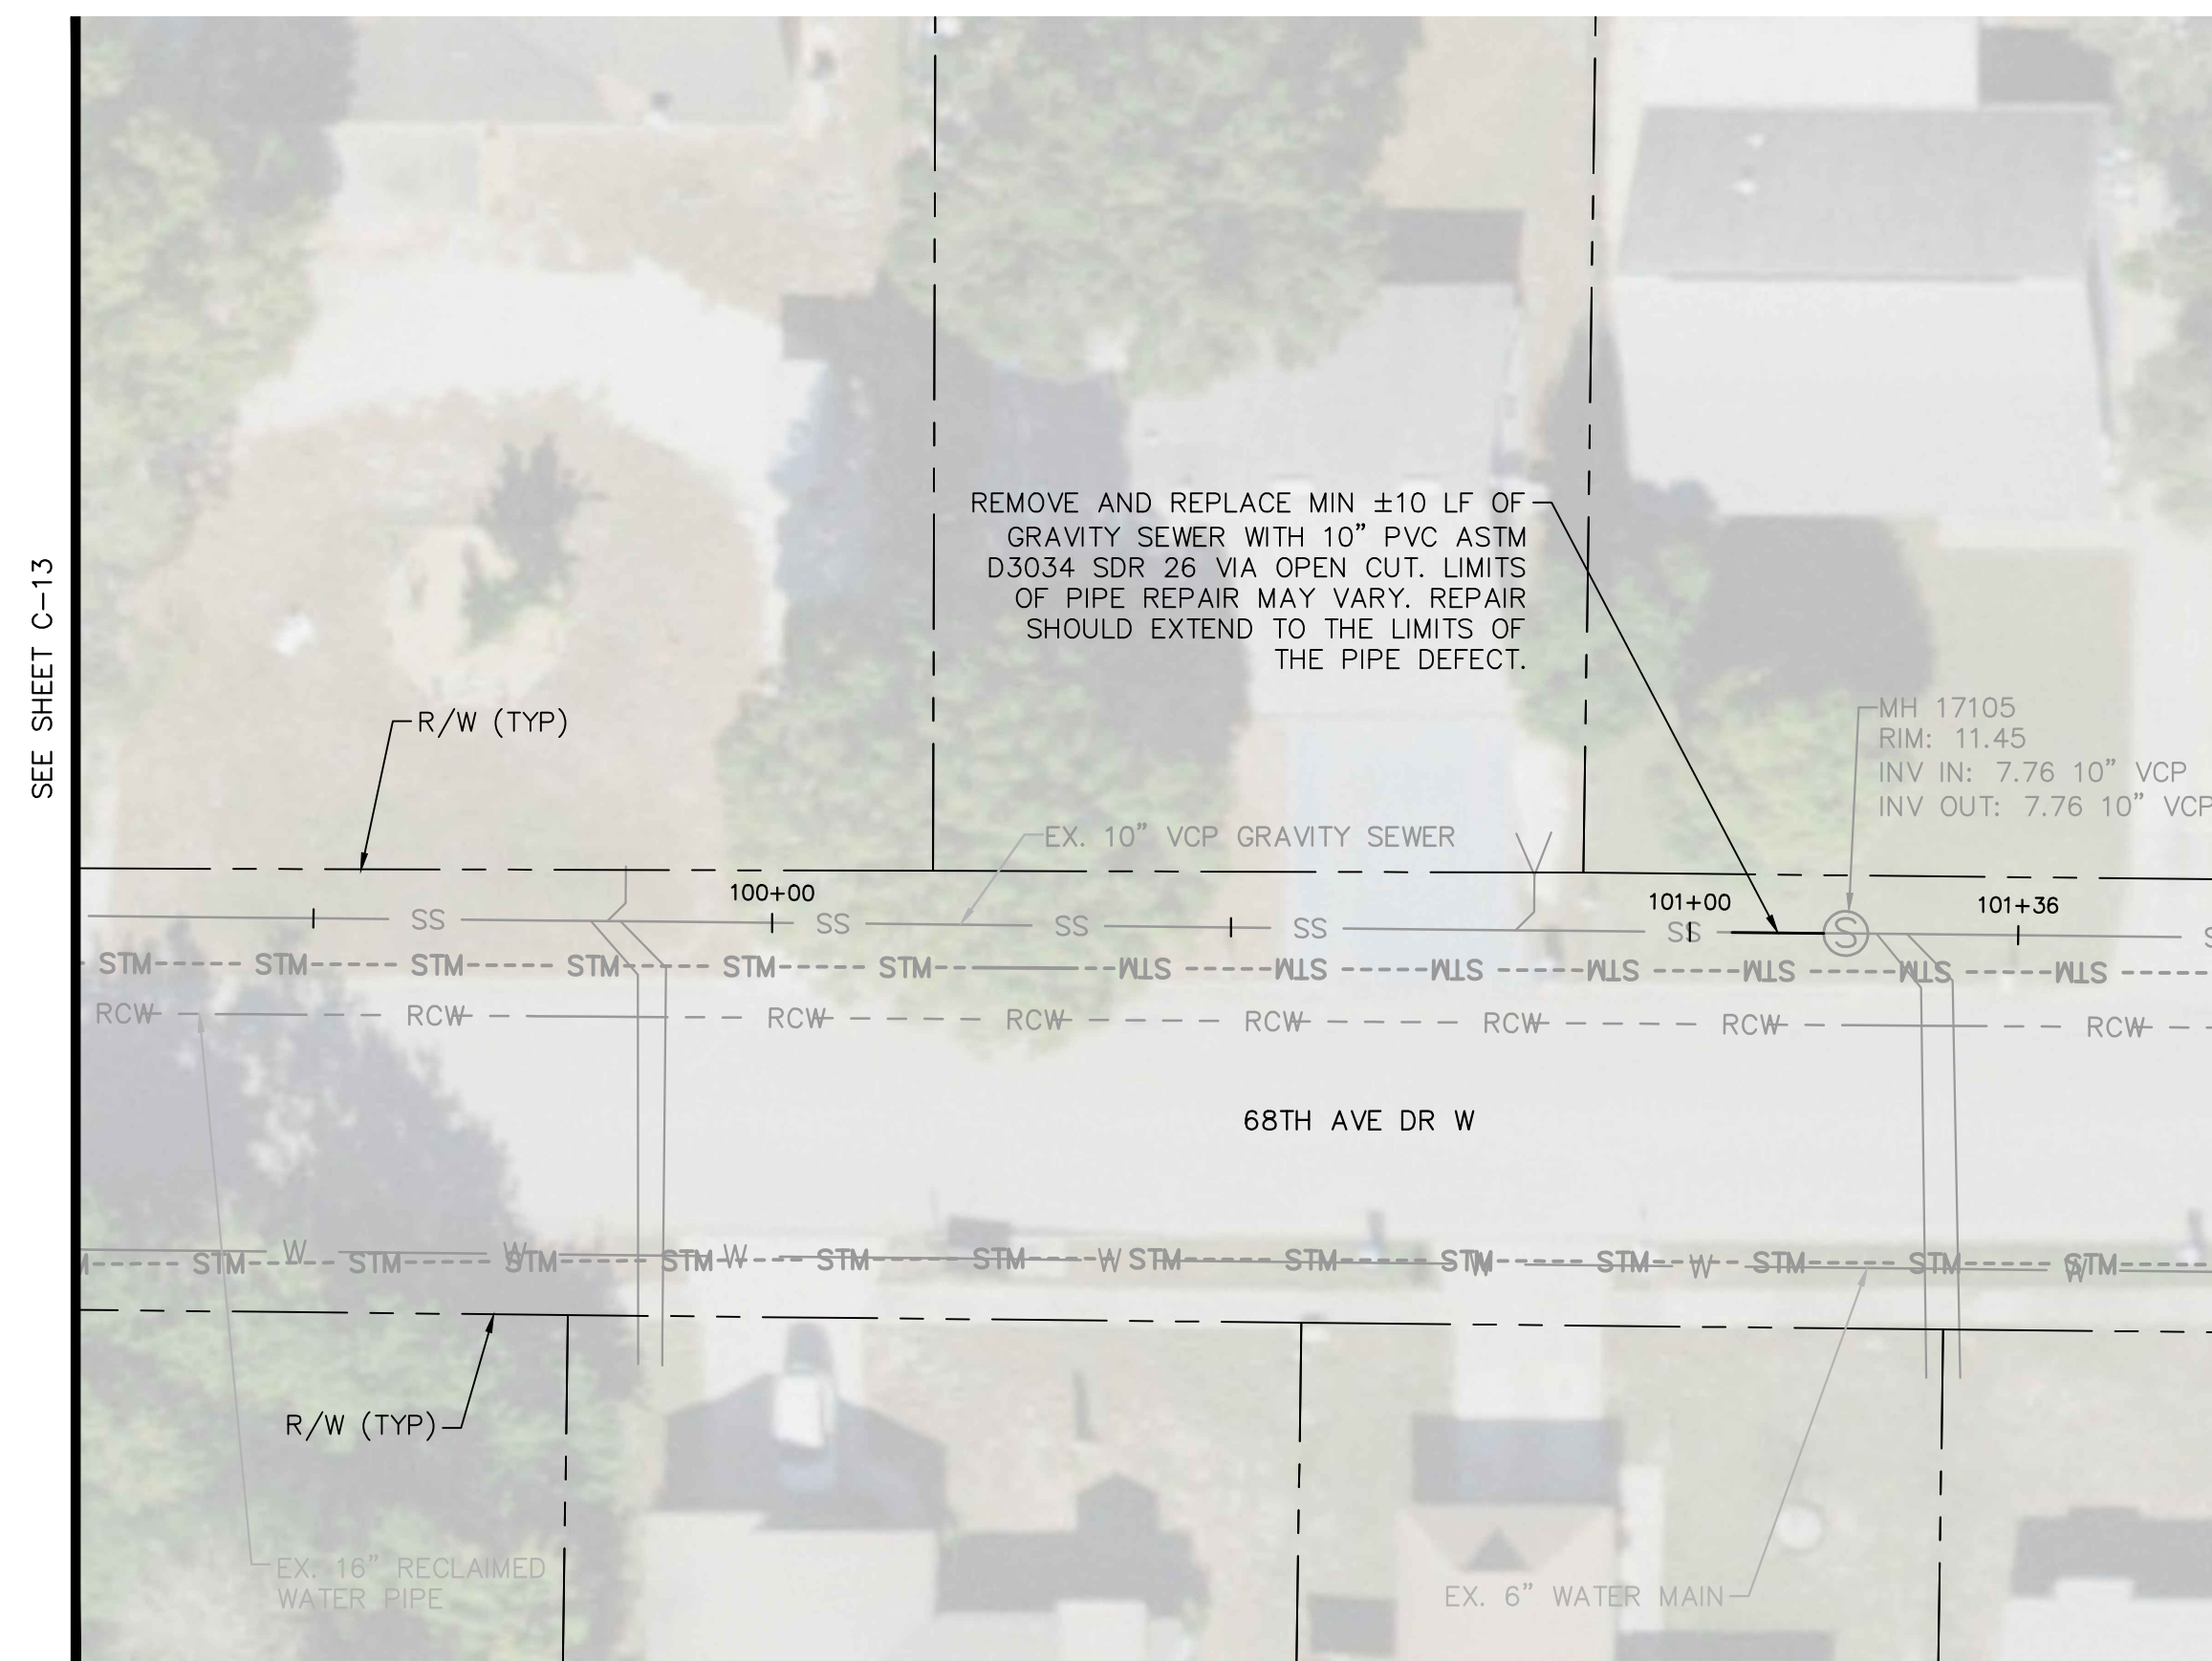 SEE SHEET C-13
REMOVE AND REPLACE MIN ±10 LF OF
GRAVITY SEWER WITH 10" PVC ASTM
D3034 SDR 26 VIA OPEN CUT. LIMITS
OF PIPE REPAIR MAY VARY. REPAIR
SHOULD EXTEND TO THE LIMITS OF
THE PIPE DEFECT.
R/W (TYP)
MH 17105
RIM: 11.45
INV IN: 7.76 10" VCP
INV OUT: 7.76 10" VCP
EX. 10" VCP GRAVITY SEWER
100+00 101+00 101+36
SS SS SS SS SS S
STM STM STM STM STM STM STM STM STM STM STM STM STM
RCW RCW RCW RCW RCW RCW RCW RCW
68TH AVE DR W
W W W W W W W
STM STM STM STM STM STM STM STM STM STM STM STM STM
R/W (TYP)
EX. 16" RECLAIMED
WATER PIPE
EX. 6" WATER MAIN